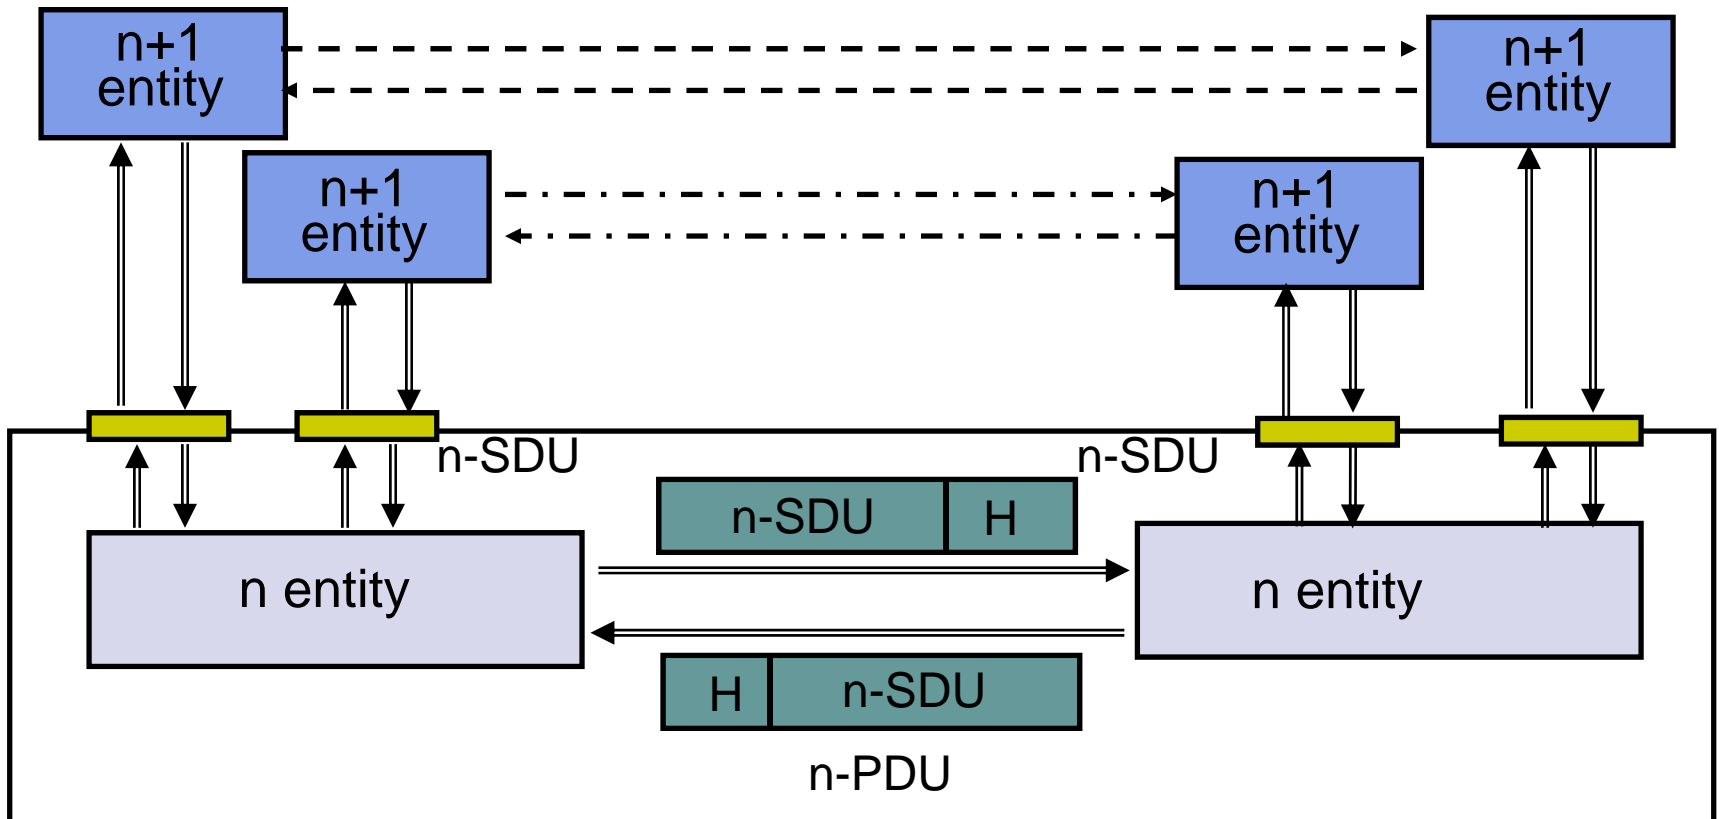 n+1
entity
n+1
entity
n+1
entity
n+1
entity
n-SDU
n-SDU
n-SDU H
n entity
n entity
H n-SDU
n-PDU